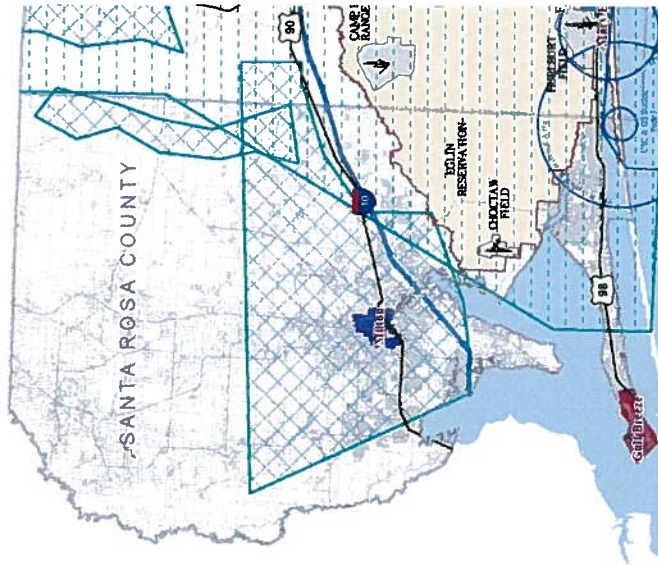 90
CAMP
RANGE
SANTA ROSA COUNTY
10
EGLIN
RESERVATION
HURLBURT
FIELD
CHOCTAW
FIELD
Milton
98
Gulf Breeze